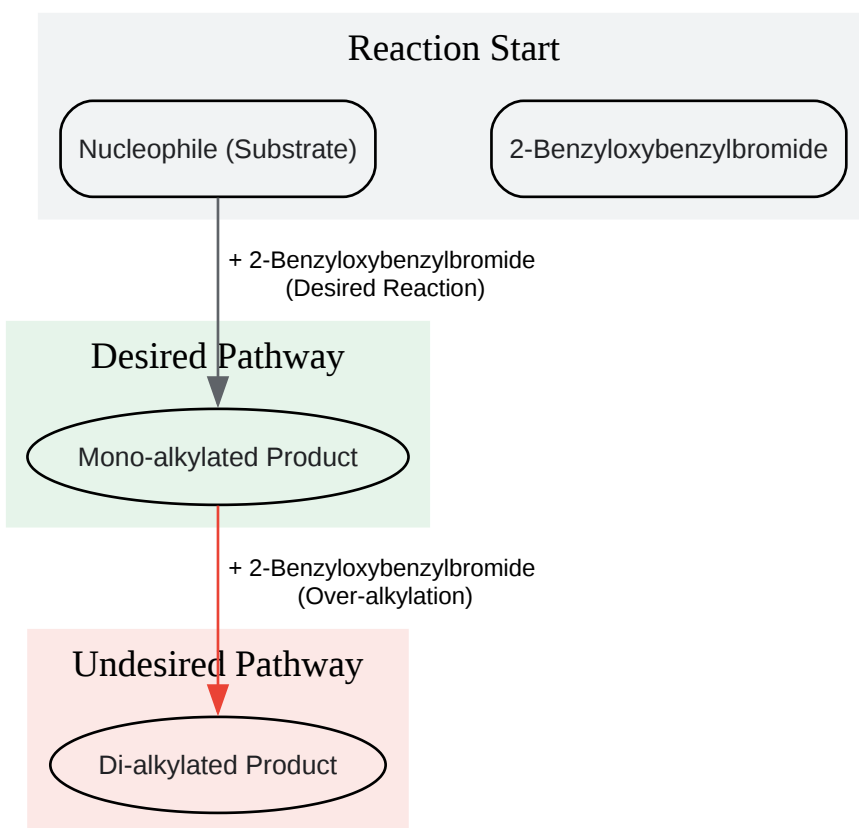 Reaction Start
Nucleophile (Substrate)
2-Benzyloxybenzylbromide
+ 2-Benzyloxybenzylbromide
(Desired Reaction)
Desired Pathway
Mono-alkylated Product
+ 2-Benzyloxybenzylbromide
(Over-alkylation)
Undesired Pathway
Di-alkylated Product